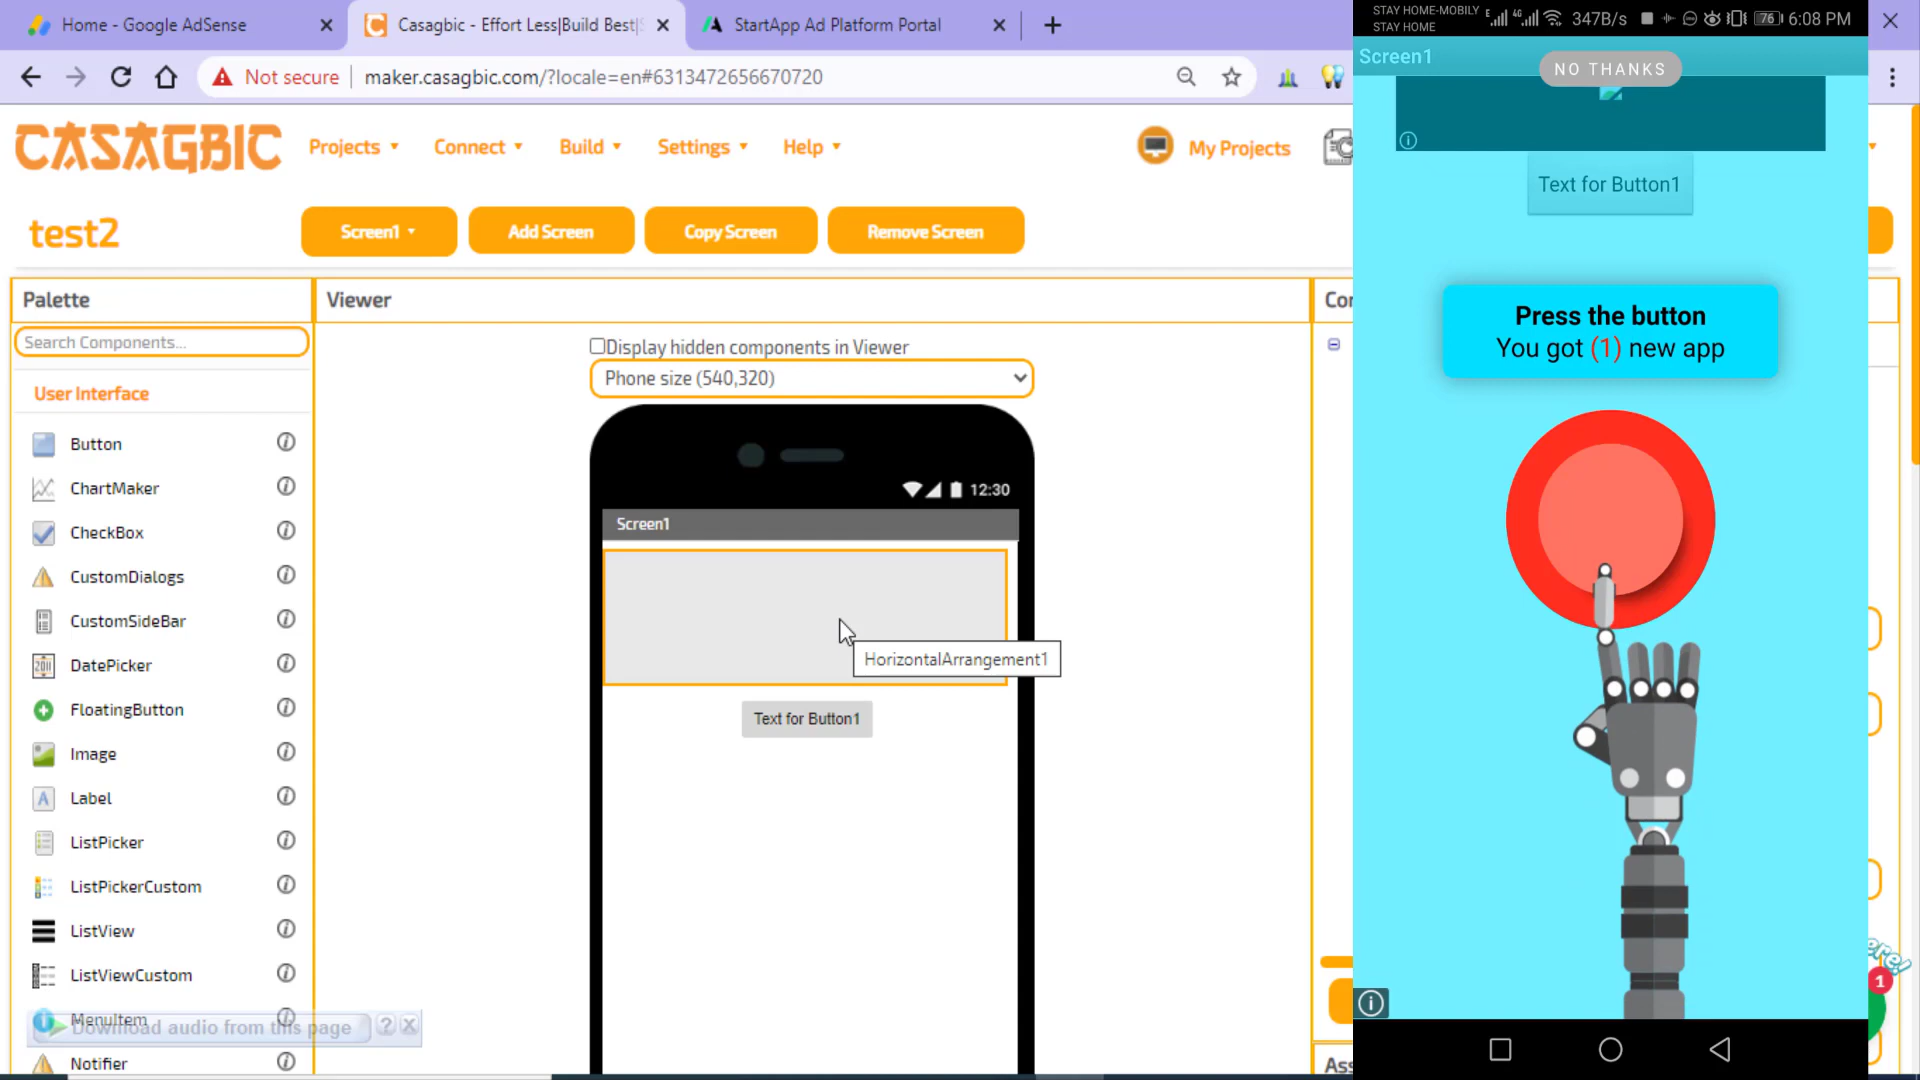 Home - Google AdSense
Casagbic - Effort Less|Build Best|
StartApp Ad Platform Portal
Not secure
maker.casagbic.com/?locale=en#6313472656670720
CASAGBIC
Projects
Connect
Build
Settings
Help
My Projects
test2
Screen1
Add Screen
Copy Screen
Remove Screen
Palette
Viewer
Search Components...
User Interface
Button
ChartMaker
CheckBox
CustomDialogs
CustomSideBar
DatePicker
FloatingButton
Image
Label
ListPicker
ListPickerCustom
ListView
ListViewCustom
MenuItem
Download audio from this page
Notifier
Display hidden components in Viewer
Phone size (540,320)
12:30
Screen1
HorizontalArrangement1
Text for Button1
STAY HOME-MOBILY
STAY HOME
4G
347B/s
76
6:08 PM
Screen1
NO THANKS
Text for Button1
Press the button
You got (1) new app
1